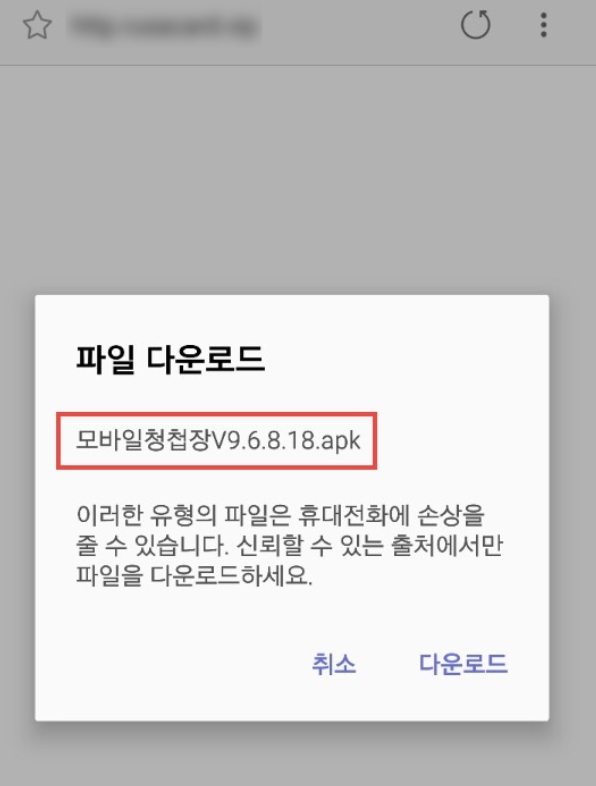 파일 다운로드
모바일청첩장V9.6.8.18.apk
이러한 유형의 파일은 휴대전화에 손상을
줄 수 있습니다. 신뢰할 수 있는 출처에서만
파일을 다운로드하세요.
취소 다운로드